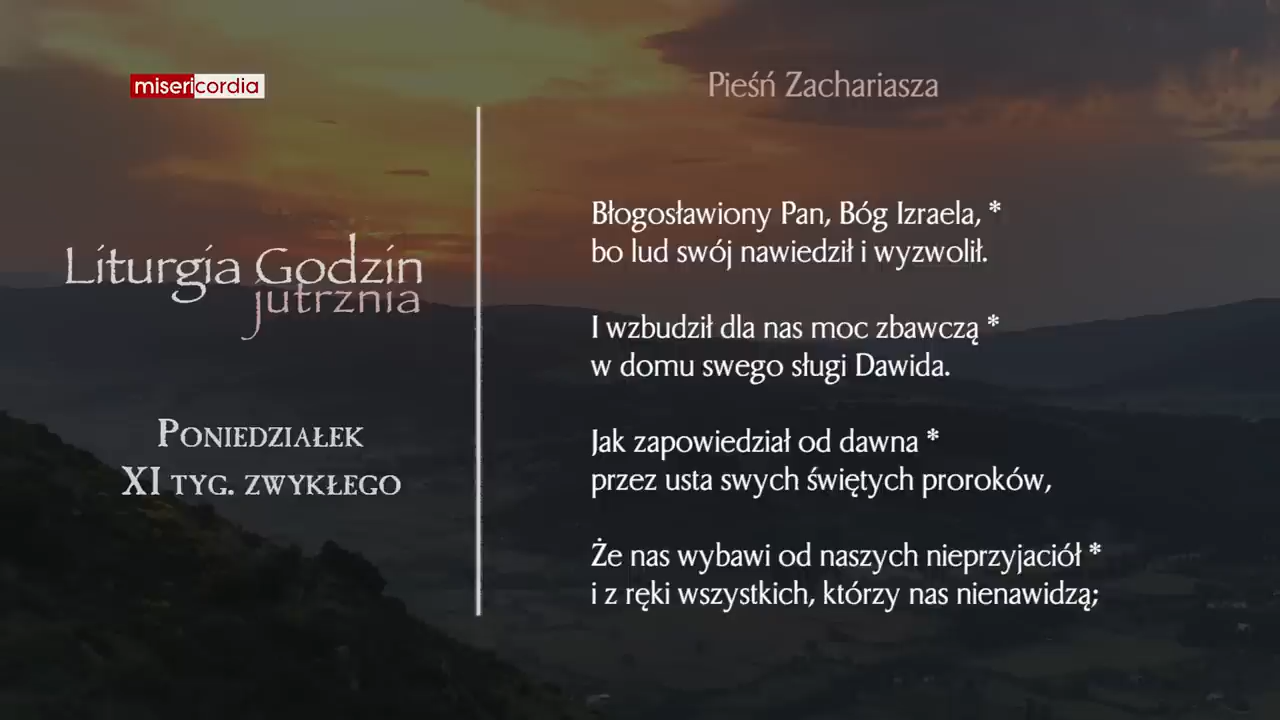 misericordia
Liturgia Godzin
jutrznia
Poniedziałek
XI tyg. zwykłego
Pieśń Zachariasza
Błogosławiony Pan, Bóg Izraela, *
bo lud swój nawiedził i wyzwolił.
I wzbudził dla nas moc zbawczą *
w domu swego sługi Dawida.
Jak zapowiedział od dawna *
przez usta swych świętych proroków,
Że nas wybawi od naszych nieprzyjaciół *
i z ręki wszystkich, którzy nas nienawidzą;